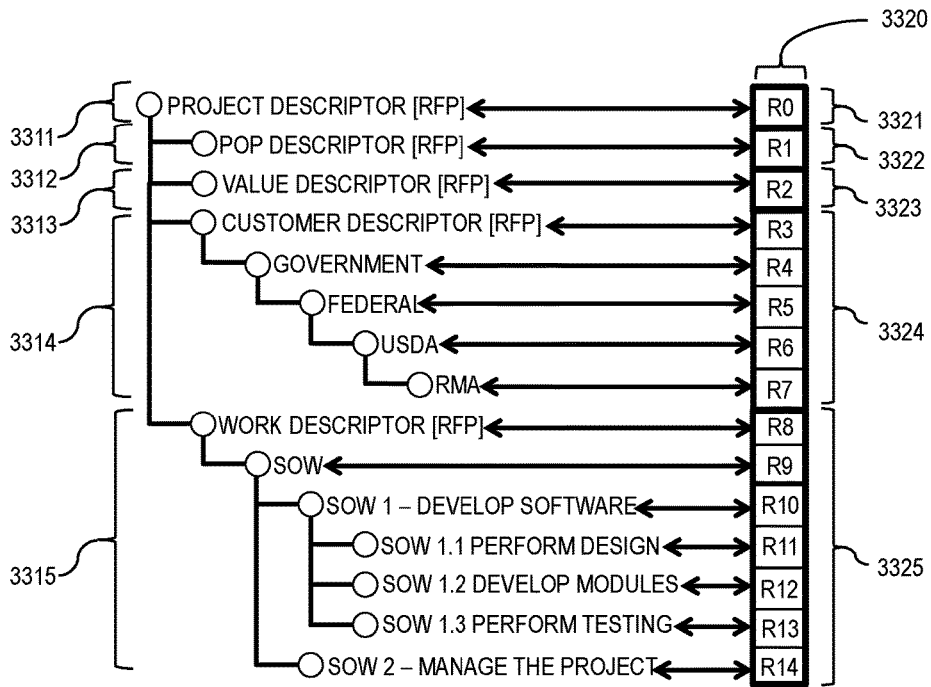 3320
PROJECT DESCRIPTOR [RFP] R0
3311 3321
POP DESCRIPTOR [RFP] R1
3312 3322
VALUE DESCRIPTOR [RFP] R2
3313 3323
CUSTOMER DESCRIPTOR [RFP] R3
GOVERNMENT R4
FEDERAL R5
3314 3324
USDA R6
RMA R7
WORK DESCRIPTOR [RFP] R8
SOW R9
SOW 1 – DEVELOP SOFTWARE R10
SOW 1.1 PERFORM DESIGN R11
3315 3325
SOW 1.2 DEVELOP MODULES R12
SOW 1.3 PERFORM TESTING R13
SOW 2 – MANAGE THE PROJECT R14